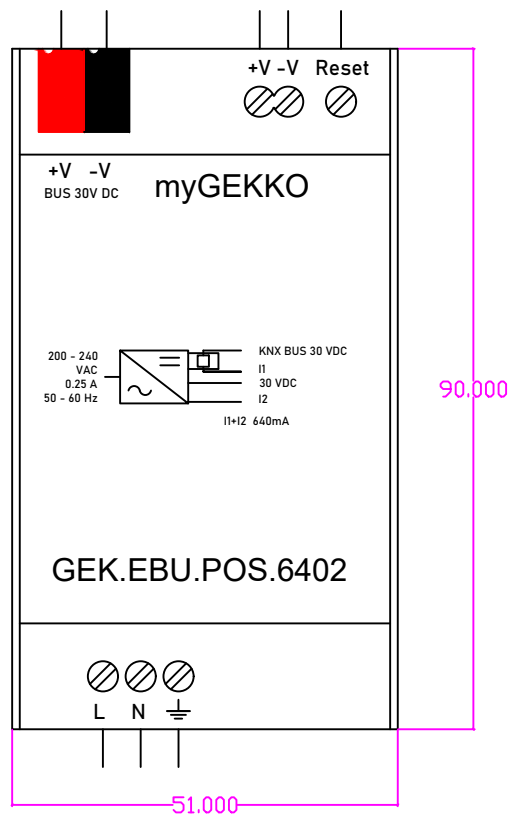 +V -V Reset
+V -V
BUS 30V DC
myGEKKO
200 - 240
VAC
0.25 A
50 - 60 Hz
KNX BUS 30 VDC
I1
30 VDC
I2
I1+I2 640mA
90.000
GEK.EBU.POS.6402
L N
51.000